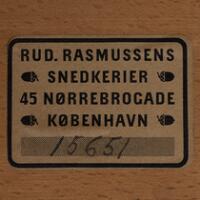 RUD. RASMUSSENS
SNEDKERIER
45 NØRREBROGADE
KØBENHAVN
15651